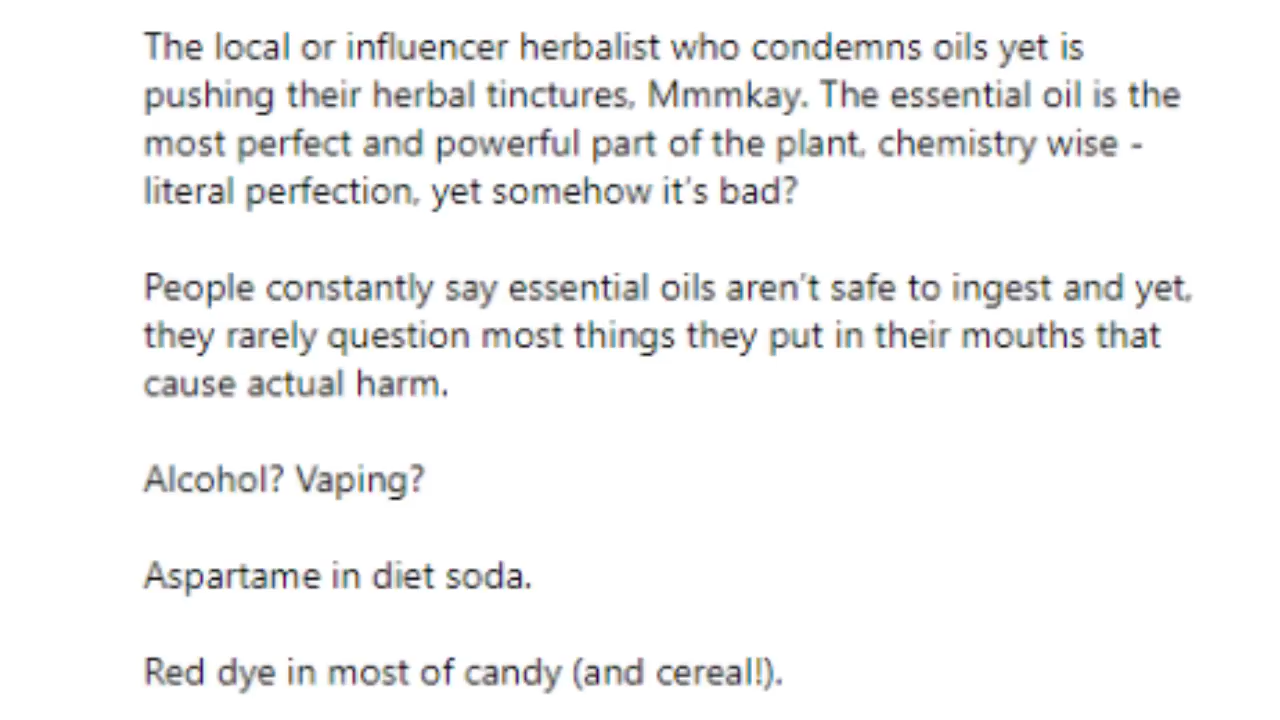 The local or influencer herbalist who condemns oils yet is
pushing their herbal tinctures, Mmmkay. The essential oil is the
most perfect and powerful part of the plant, chemistry wise -
literal perfection, yet somehow it's bad?
People constantly say essential oils aren't safe to ingest and yet,
they rarely question most things they put in their mouths that
cause actual harm.
Alcohol? Vaping?
Aspartame in diet soda.
Red dye in most of candy (and cereal!).